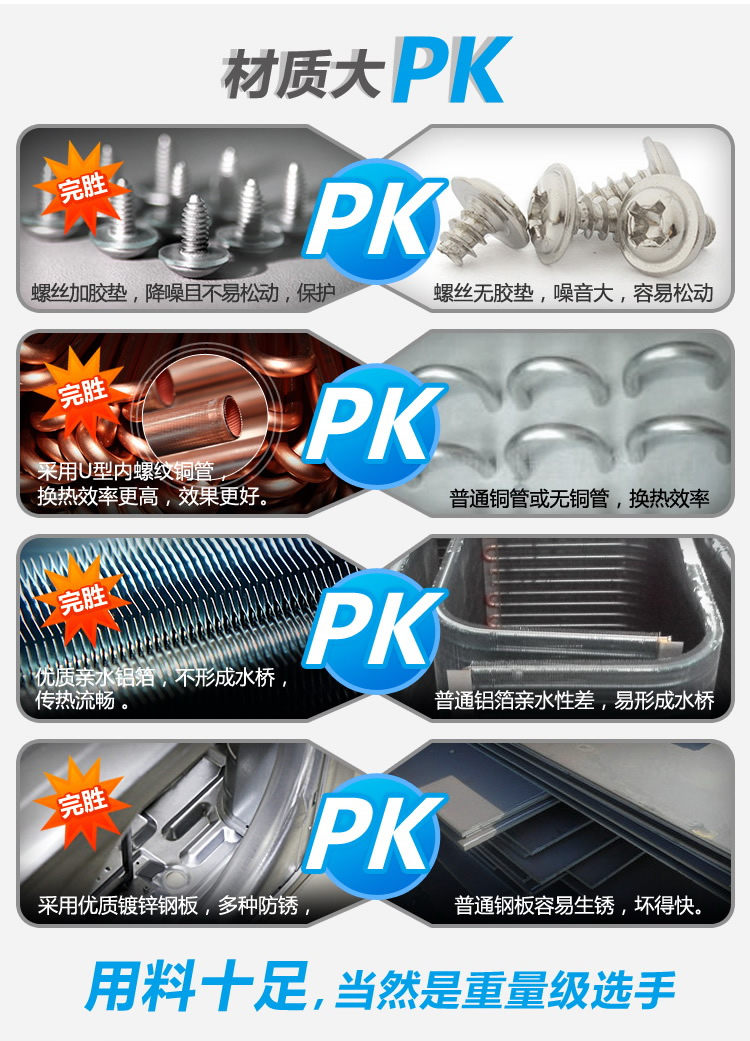 材质大PK
完胜
PK
螺丝加胶垫，降噪且不易松动，保护
螺丝无胶垫，噪音大，容易松动
完胜
PK
采用U型内螺纹铜管，
换热效率更高，效果更好。
普通铜管或无铜管，换热效率
完胜
PK
优质亲水铝箔，不形成水桥，
传热流畅 。
普通铝箔亲水性差，易形成水桥
完胜
PK
采用优质镀锌钢板，多种防锈，
普通钢板容易生锈，坏得快。
用料十足, 当然是重量级选手